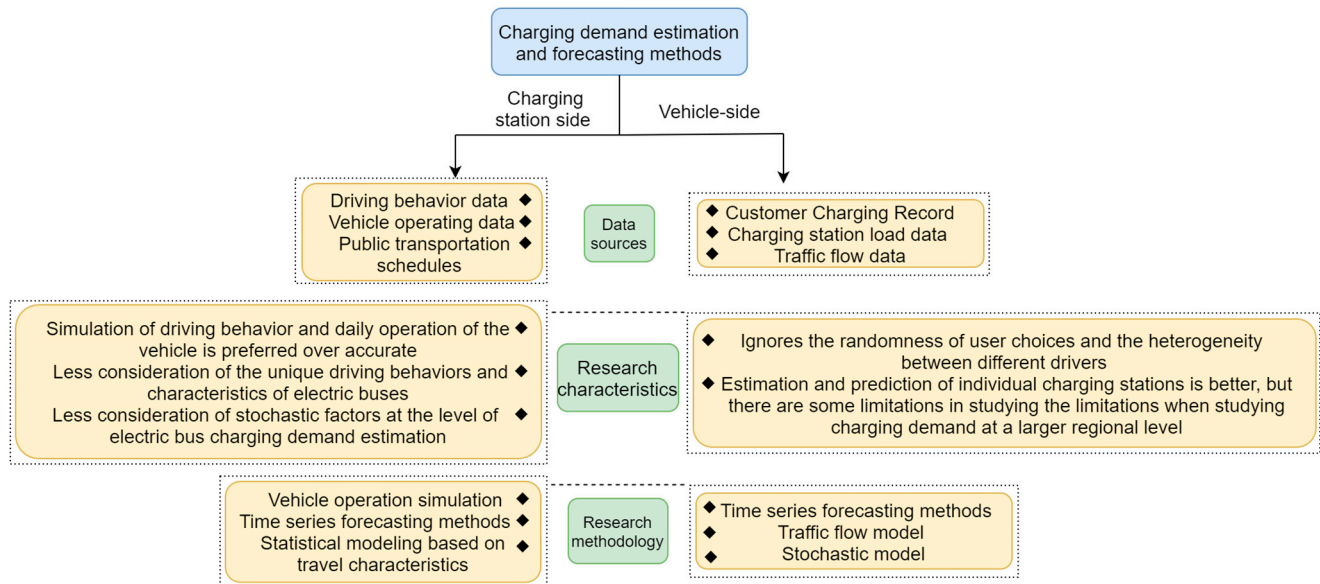 Charging demand estimation
and forecasting methods
Charging
station side
Vehicle-side
Driving behavior data
Vehicle operating data
Public transportation
schedules
Data
sources
Customer Charging Record
Charging station load data
Traffic flow data
Simulation of driving behavior and daily operation of the
vehicle is preferred over accurate
Less consideration of the unique driving behaviors and
characteristics of electric buses
Less consideration of stochastic factors at the level of
electric bus charging demand estimation
Research
characteristics
Ignores the randomness of user choices and the heterogeneity
between different drivers
Estimation and prediction of individual charging stations is better, but
there are some limitations in studying the limitations when studying
charging demand at a larger regional level
Vehicle operation simulation
Time series forecasting methods
Statistical modeling based on
travel characteristics
Research
methodology
Time series forecasting methods
Traffic flow model
Stochastic model